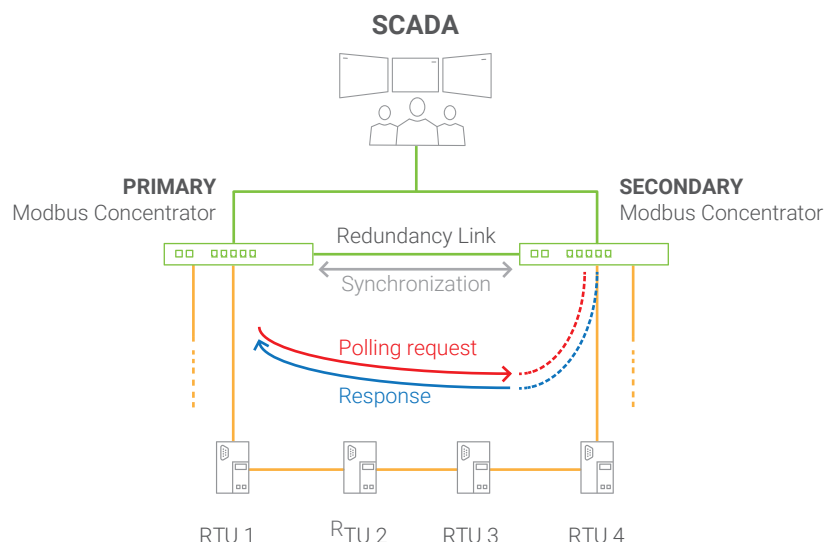 SCADA
PRIMARY
Modbus Concentrator
SECONDARY
Modbus Concentrator
Redundancy Link
Synchronization
Polling request
Response
RTU 1
RTU 2
RTU 3
RTU 4